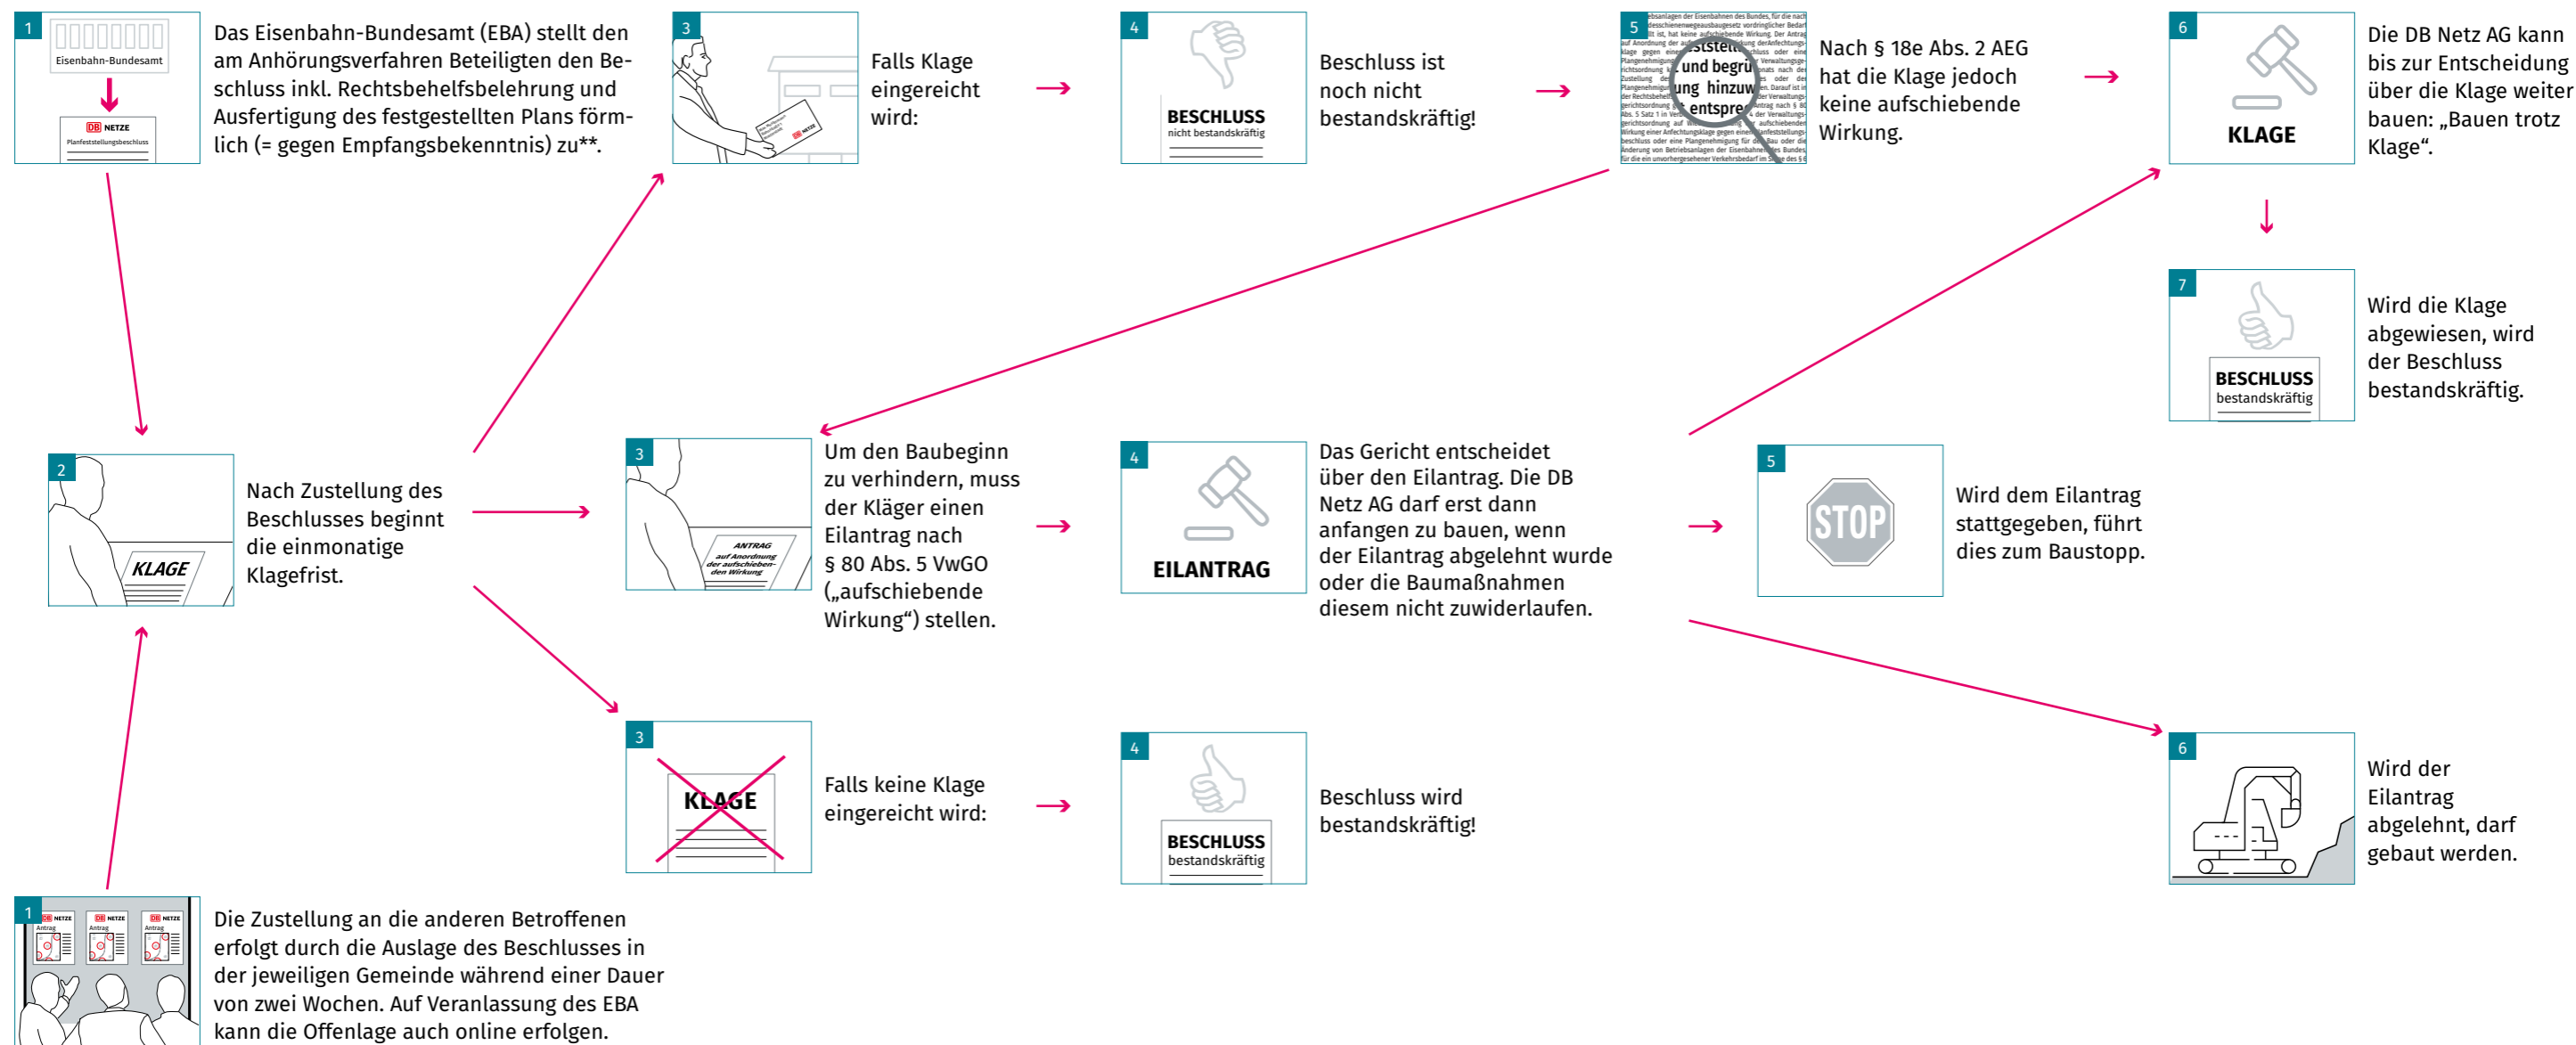 1
Eisenbahn-Bundesamt
DB NETZE
Planfeststellungsbeschluss
Das Eisenbahn-Bundesamt (EBA) stellt den
am Anhörungsverfahren Beteiligten den Be-
schluss inkl. Rechtsbehelfsbelehrung und
Ausfertigung des festgestellten Plans förm-
lich (= gegen Empfangsbekenntnis) zu**.
3
DB NETZE
Falls Klage
eingereicht
wird:
4
BESCHLUSS
nicht bestandskräftig
Beschluss ist
noch nicht
bestandskräftig!
5
und begrü
ung hinzuw
entspre
Nach § 18e Abs. 2 AEG
hat die Klage jedoch
keine aufschiebende
Wirkung.
6
KLAGE
Die DB Netz AG kann
bis zur Entscheidung
über die Klage weiter
bauen: „Bauen trotz
Klage“.
7
BESCHLUSS
bestandskräftig
Wird die Klage
abgewiesen, wird
der Beschluss
bestandskräftig.
2
KLAGE
Nach Zustellung des
Beschlusses beginnt
die einmonatige
Klagefrist.
3
ANTRAG
auf Anordnung
der aufschieben-
den Wirkung
Um den Baubeginn
zu verhindern, muss
der Kläger einen
Eilantrag nach
§ 80 Abs. 5 VwGO
(„aufschiebende
Wirkung“) stellen.
4
EILANTRAG
Das Gericht entscheidet
über den Eilantrag. Die DB
Netz AG darf erst dann
anfangen zu bauen, wenn
der Eilantrag abgelehnt wurde
oder die Baumaßnahmen
diesem nicht zuwiderlaufen.
5
STOP
Wird dem Eilantrag
stattgegeben, führt
dies zum Baustopp.
3
KLAGE
Falls keine Klage
eingereicht wird:
4
BESCHLUSS
bestandskräftig
Beschluss wird
bestandskräftig!
6
Wird der
Eilantrag
abgelehnt, darf
gebaut werden.
1
DB NETZE
Antrag
DB NETZE
Antrag
DB NETZE
Antrag
Die Zustellung an die anderen Betroffenen
erfolgt durch die Auslage des Beschlusses in
der jeweiligen Gemeinde während einer Dauer
von zwei Wochen. Auf Veranlassung des EBA
kann die Offenlage auch online erfolgen.